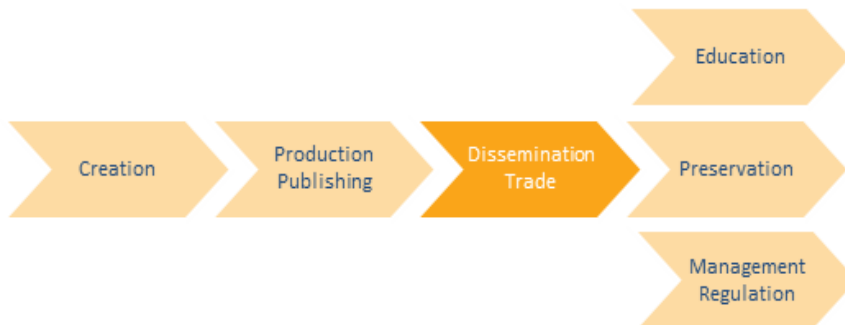 Education
Creation
Production
Publishing
Dissemination
Trade
Preservation
Management
Regulation